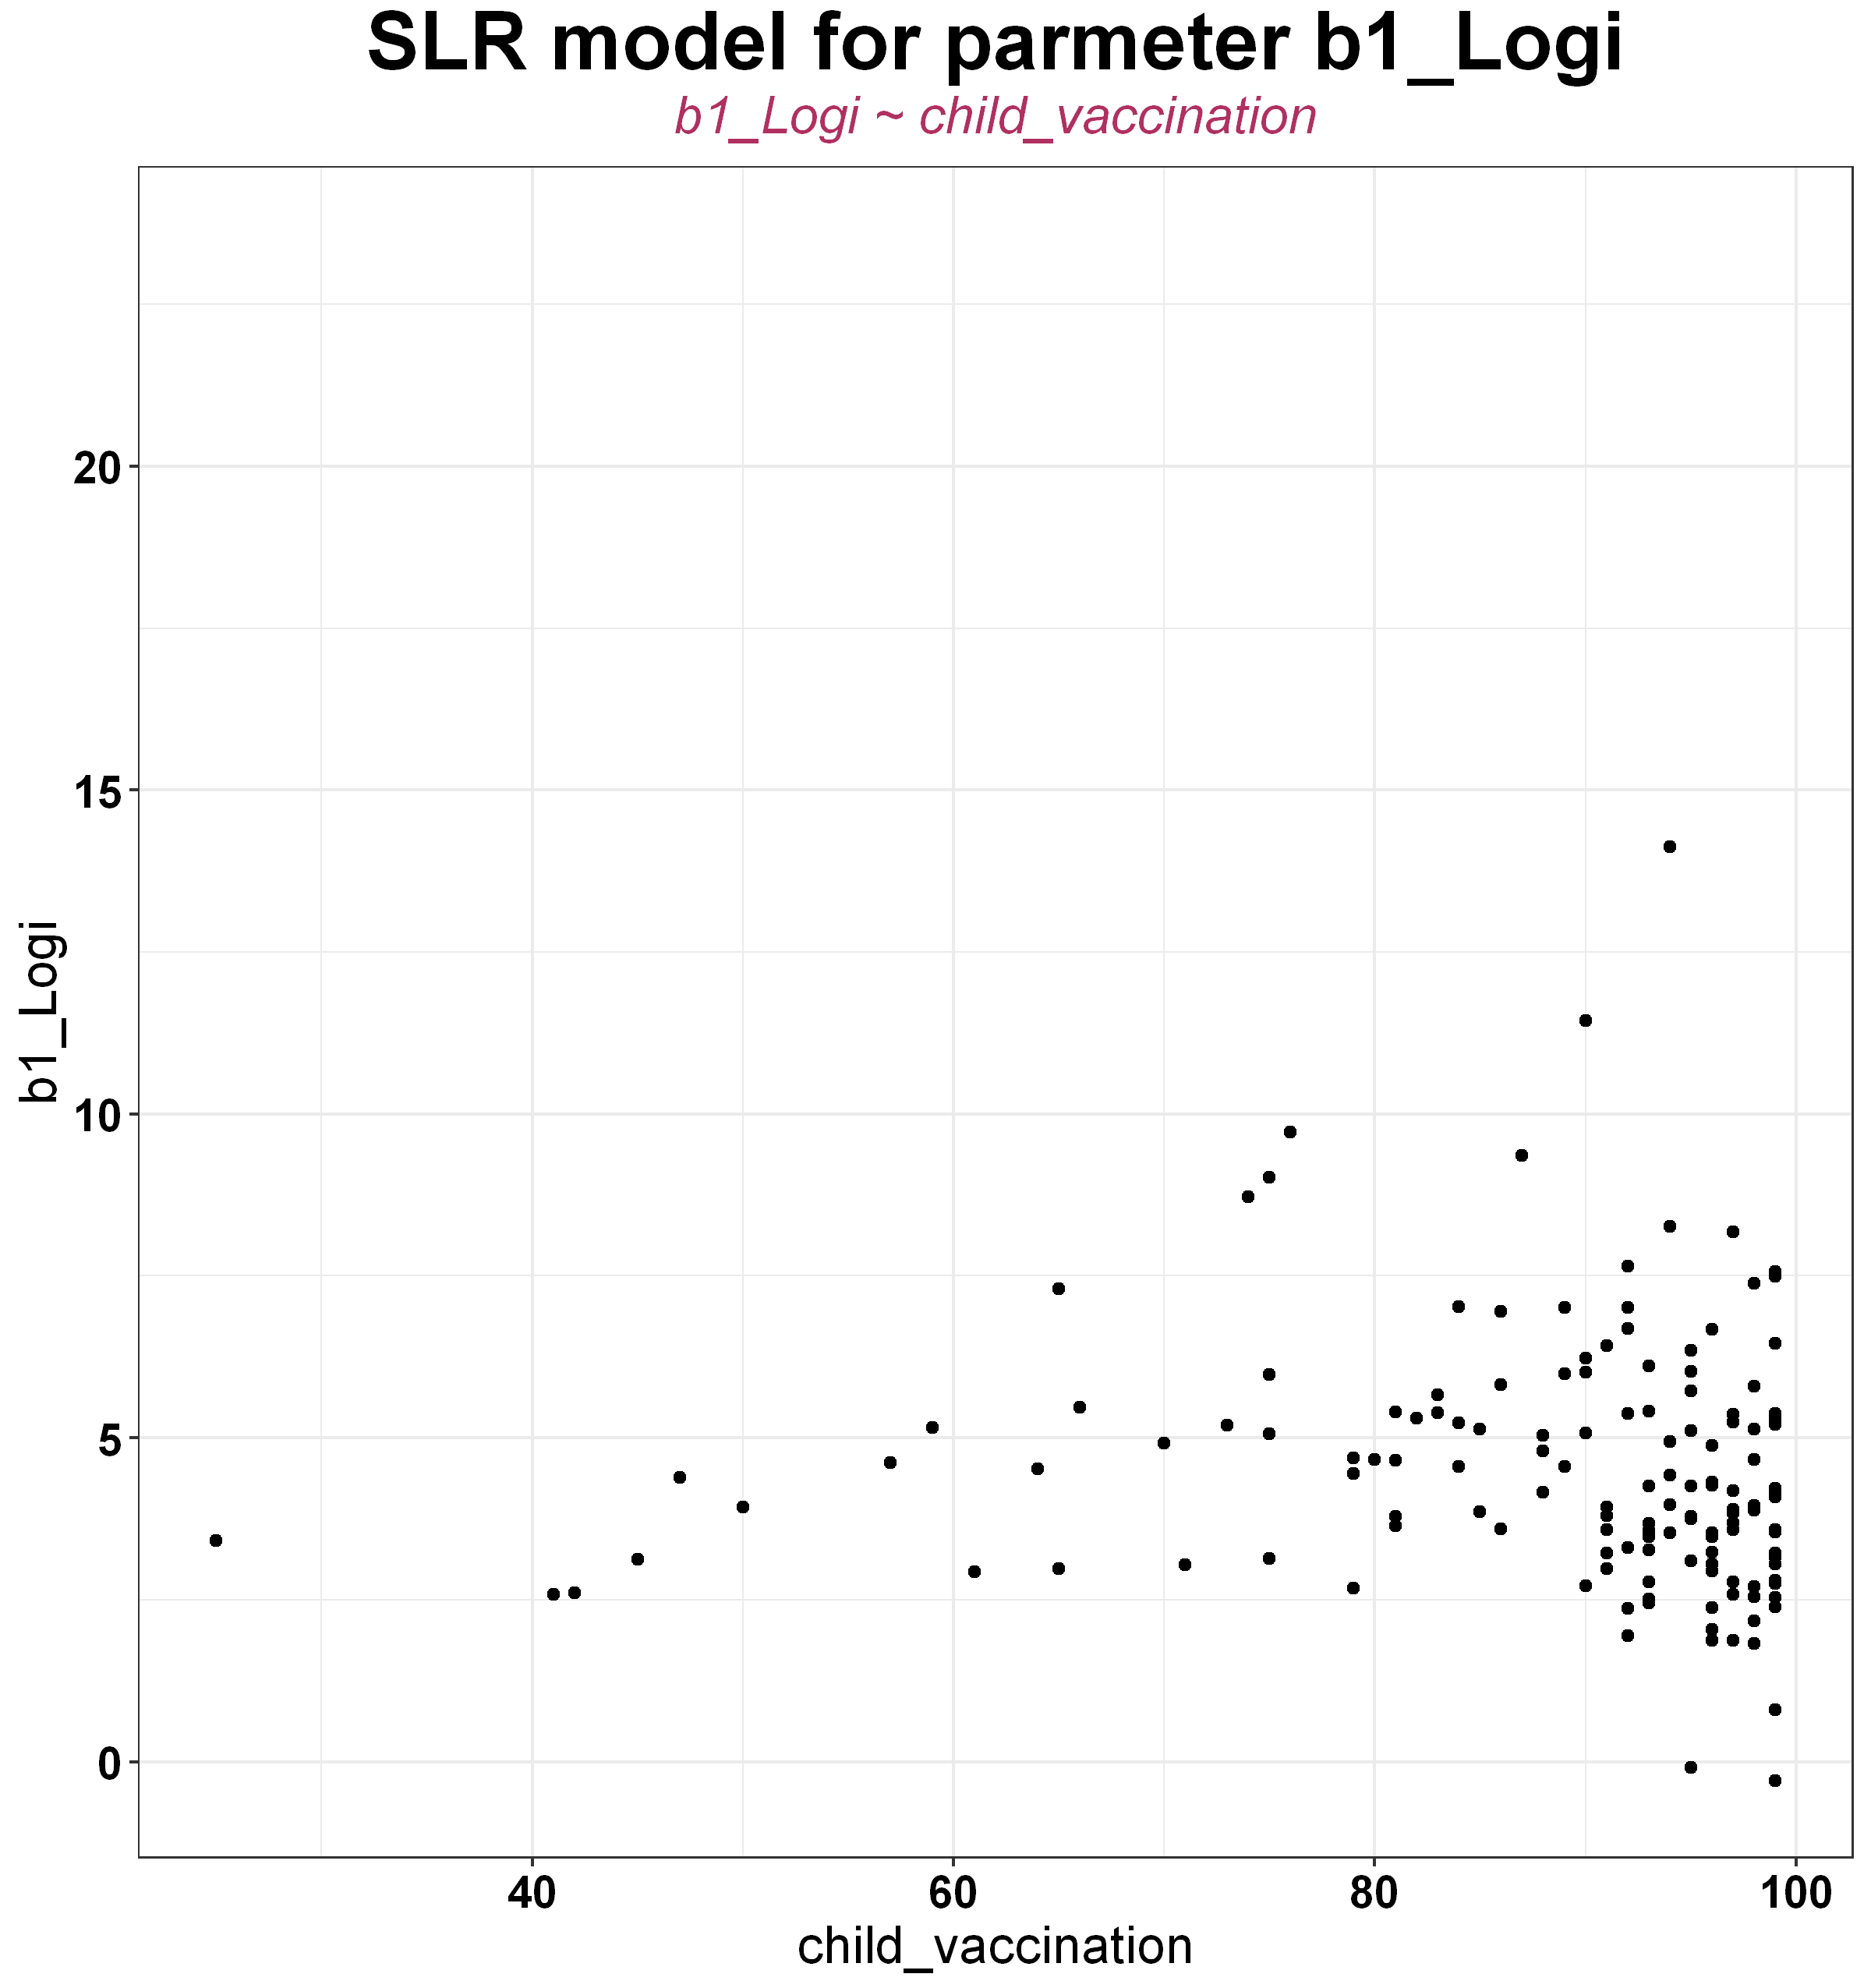 SLR model for parmeter b1_Logi
b1_Logi ~ child_vaccination
20
15
10
5
0
b1_Logi
40 60 80 100
child_vaccination